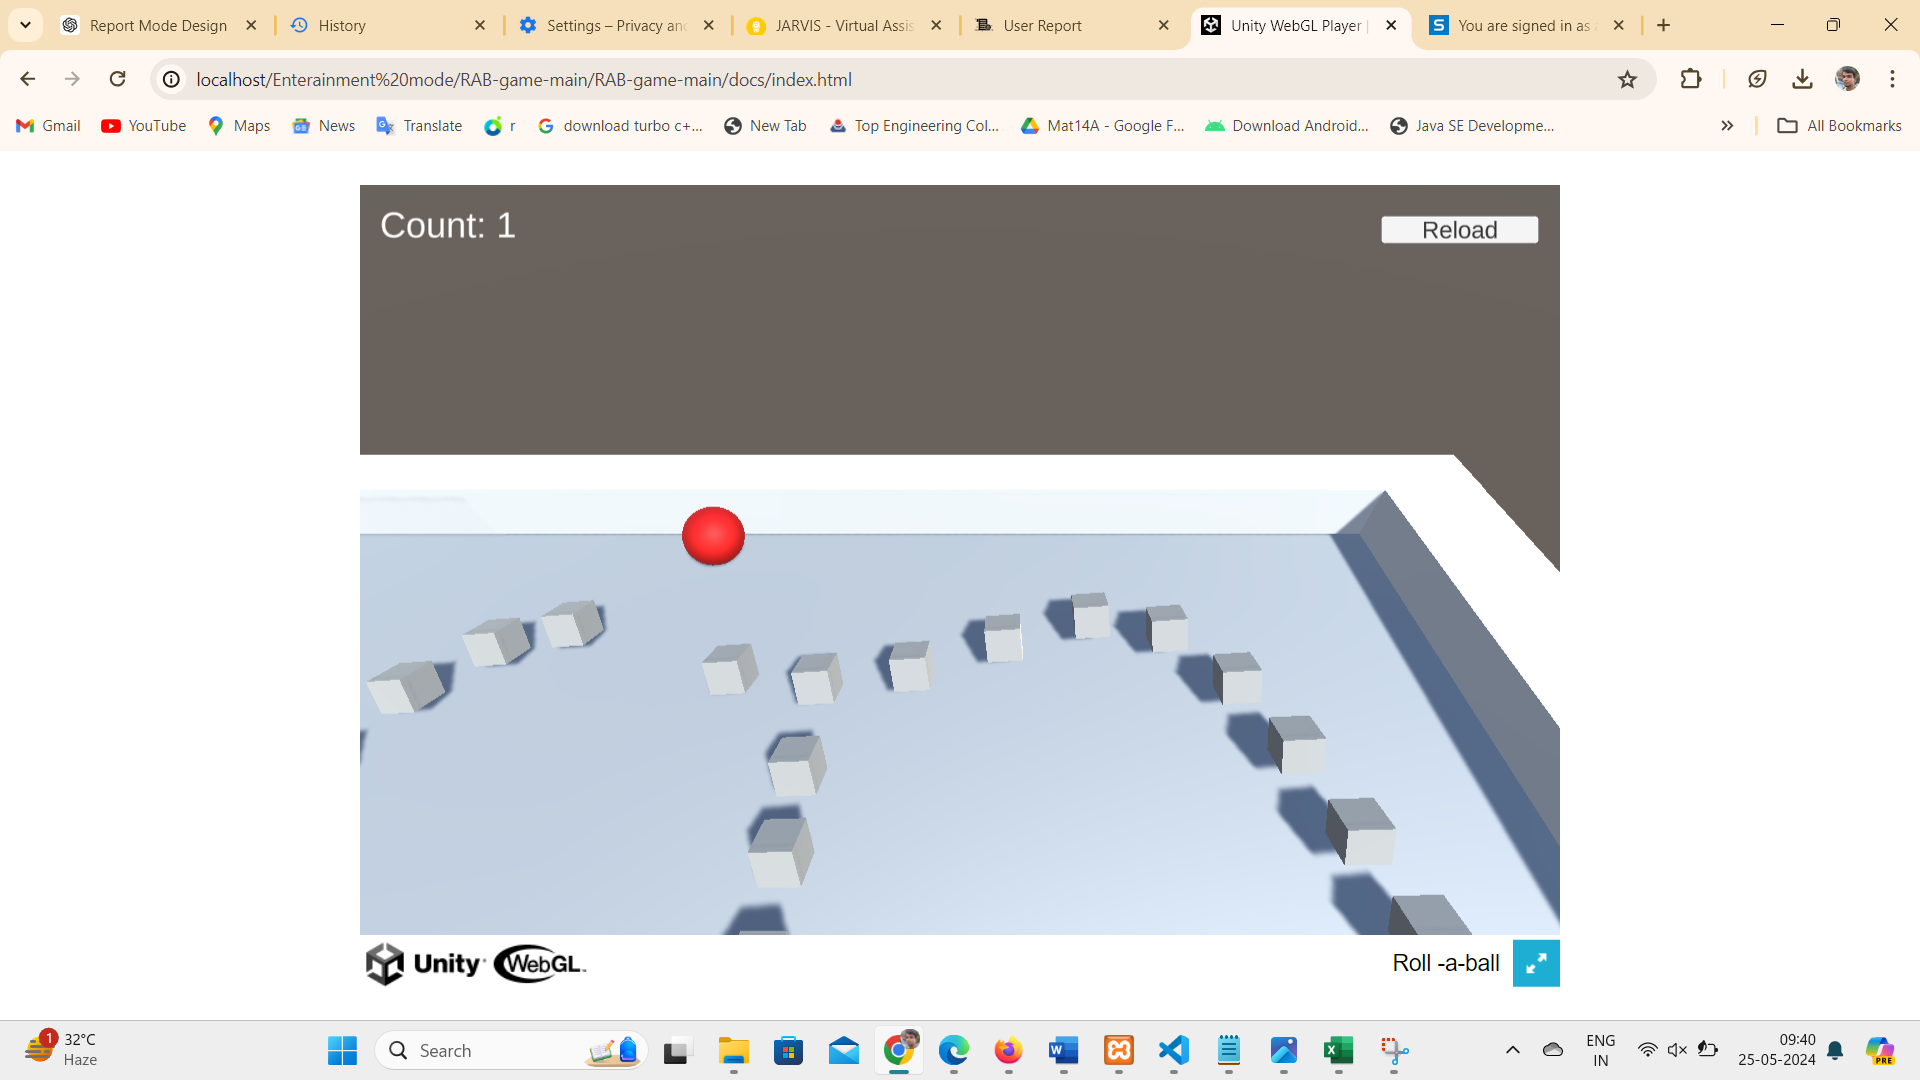 Report Mode Design
History
Settings – Privacy and
JARVIS - Virtual Assis
User Report
Unity WebGL Player |
You are signed in as a
localhost/Enterainment%20mode/RAB-game-main/RAB-game-main/docs/index.html
Gmail
YouTube
Maps
News
Translate
r
download turbo c+...
New Tab
Top Engineering Col...
Mat14A - Google F...
Download Android...
Java SE Developme...
All Bookmarks
Count: 1
Reload
Unity
WebGL
Roll -a-ball
1
32°C
Haze
Search
ENG
IN
09:40
25-05-2024
PRE